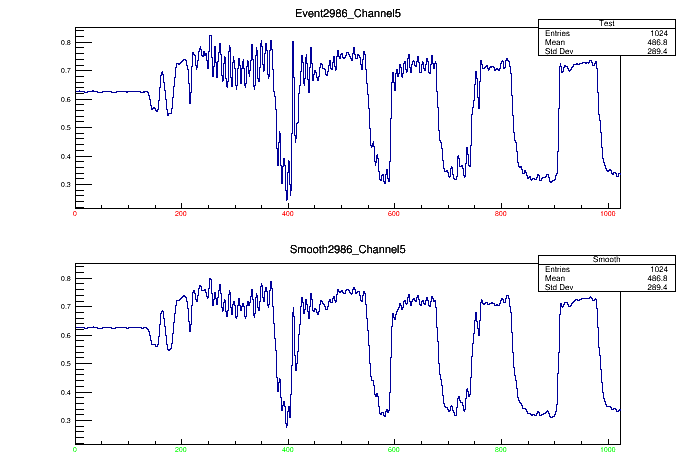 Event2986_Channel5
Test
Entries 1024
Mean 486.8
Std Dev 289.4
0.8
0.7
0.6
0.5
0.4
0.3
0 200 400 600 800 1000
Smooth2986_Channel5
Smooth
Entries 1024
Mean 486.8
Std Dev 289.4
0.8
0.7
0.6
0.5
0.4
0.3
0 200 400 600 800 1000